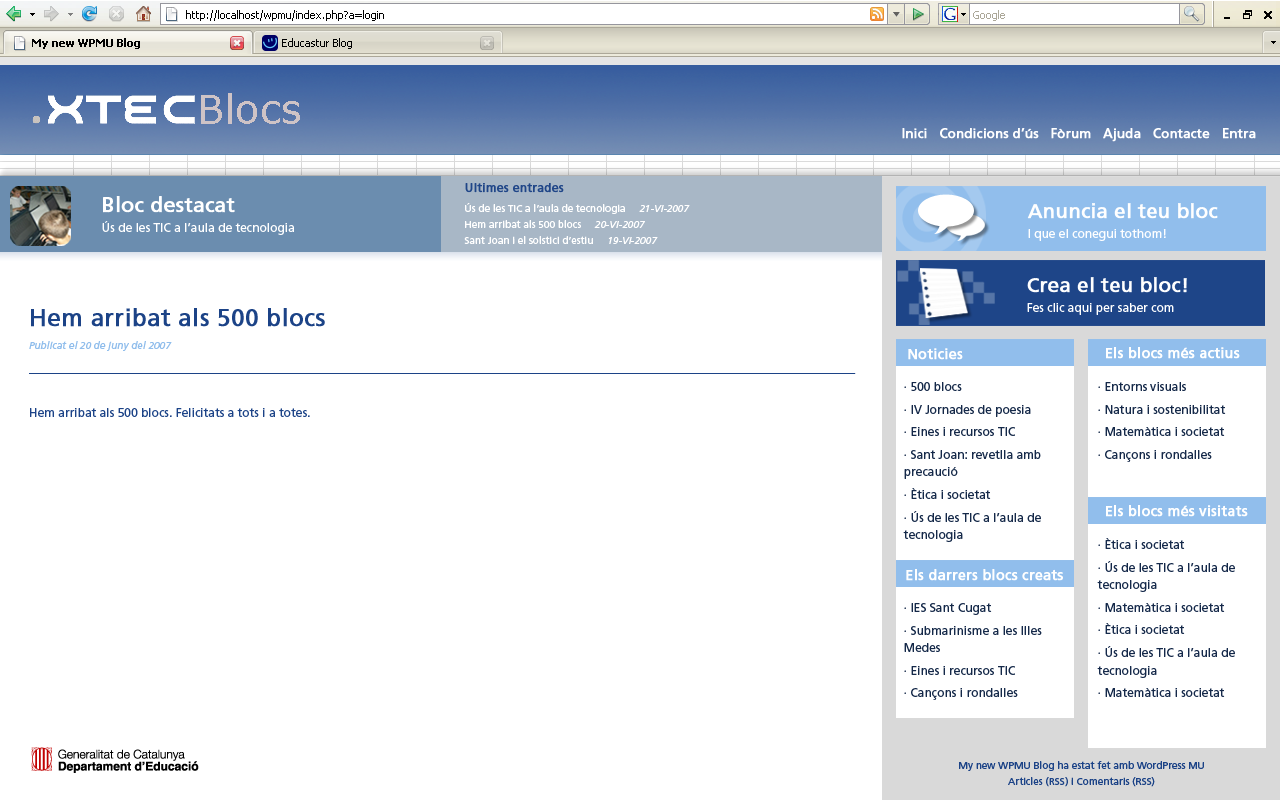 http://localhost/wpmu/index.php?a=login
Google
My new WPMU Blog
Educastur Blog
.XTECBlocs
Inici Condicions d'ús Fòrum Ajuda Contacte Entra
Bloc destacat
Ús de les TIC a l'aula de tecnologia
Ultimes entrades
Ús de les TIC a l'aula de tecnologia 21-VI-2007
Hem arribat als 500 blocs 20-VI-2007
Sant Joan i el solstici d'estiu 19-VI-2007
Hem arribat als 500 blocs
Publicat el 20 de juny del 2007
Hem arribat als 500 blocs. Felicitats a tots i a totes.
Generalitat de Catalunya
Departament d'Educació
Anuncia el teu bloc
I que el conegui tothom!
Crea el teu bloc!
Fes clic aqui per saber com
Noticies
· 500 blocs
· IV Jornades de poesia
· Eines i recursos TIC
· Sant Joan: revetlla amb
precaució
· Ètica i societat
· Ús de les TIC a l'aula de
tecnologia
Els darrers blocs creats
· IES Sant Cugat
· Submarinisme a les Illes
Medes
· Eines i recursos TIC
· Cançons i rondalles
Els blocs més actius
· Entorns visuals
· Natura i sostenibilitat
· Matemàtica i societat
· Cançons i rondalles
Els blocs més visitats
· Ètica i societat
· Ús de les TIC a l'aula de
tecnologia
· Matemàtica i societat
· Ètica i societat
· Ús de les TIC a l'aula de
tecnologia
· Matemàtica i societat
My new WPMU Blog ha estat fet amb WordPress MU
Articles (RSS) i Comentaris (RSS)